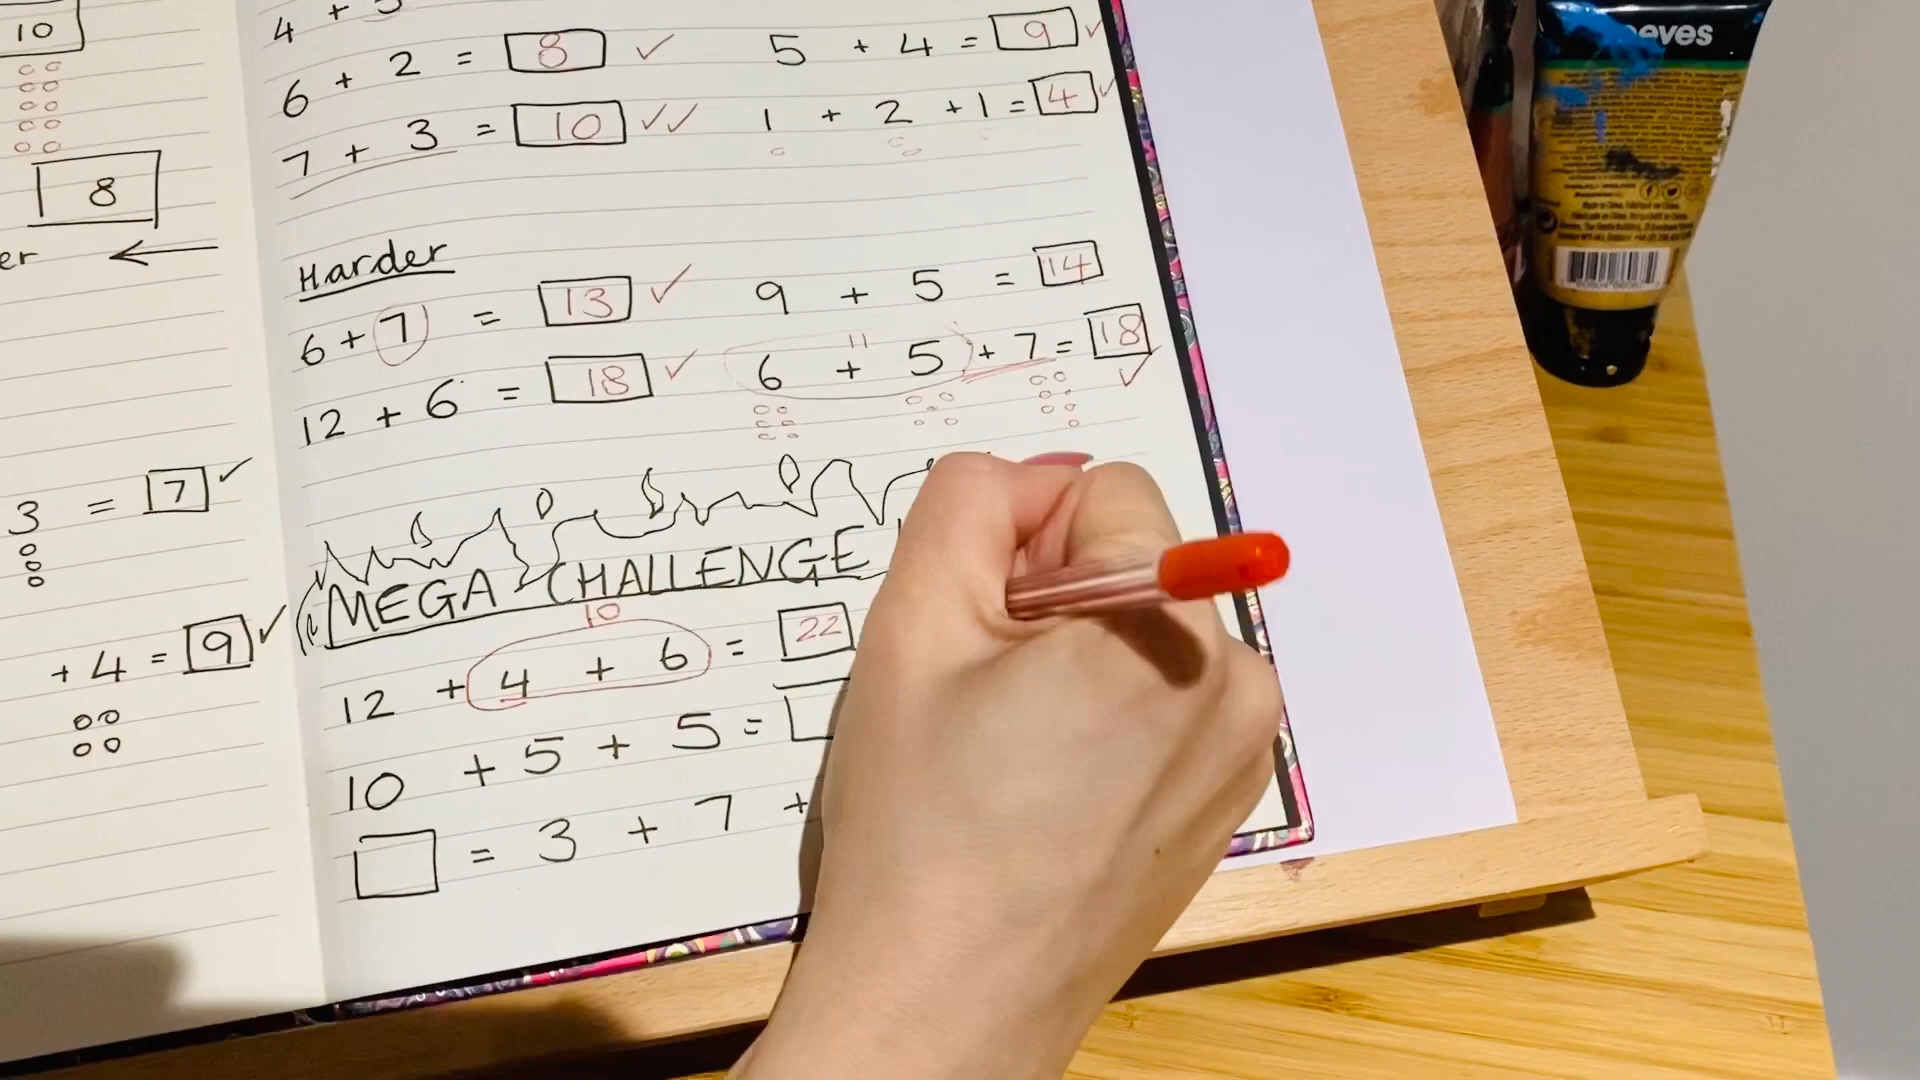 10
8
er ←
3 = 7 ✓
+ 4 = 9 ✓
4 + 5
6 + 2 = 8 ✓
7 + 3 = 10 ✓✓
5 + 4 = 9 ✓
1 + 2 + 1 = 4 ✓
Harder
6 + 7 = 13 ✓
12 + 6 = 18 ✓
9 + 5 = 14
11
6 + 5 + 7 = 18 ✓
MEGA CHALLENGE
10
12 + 4 + 6 = 22
10 + 5 + 5 =
= 3 + 7 +
eeves